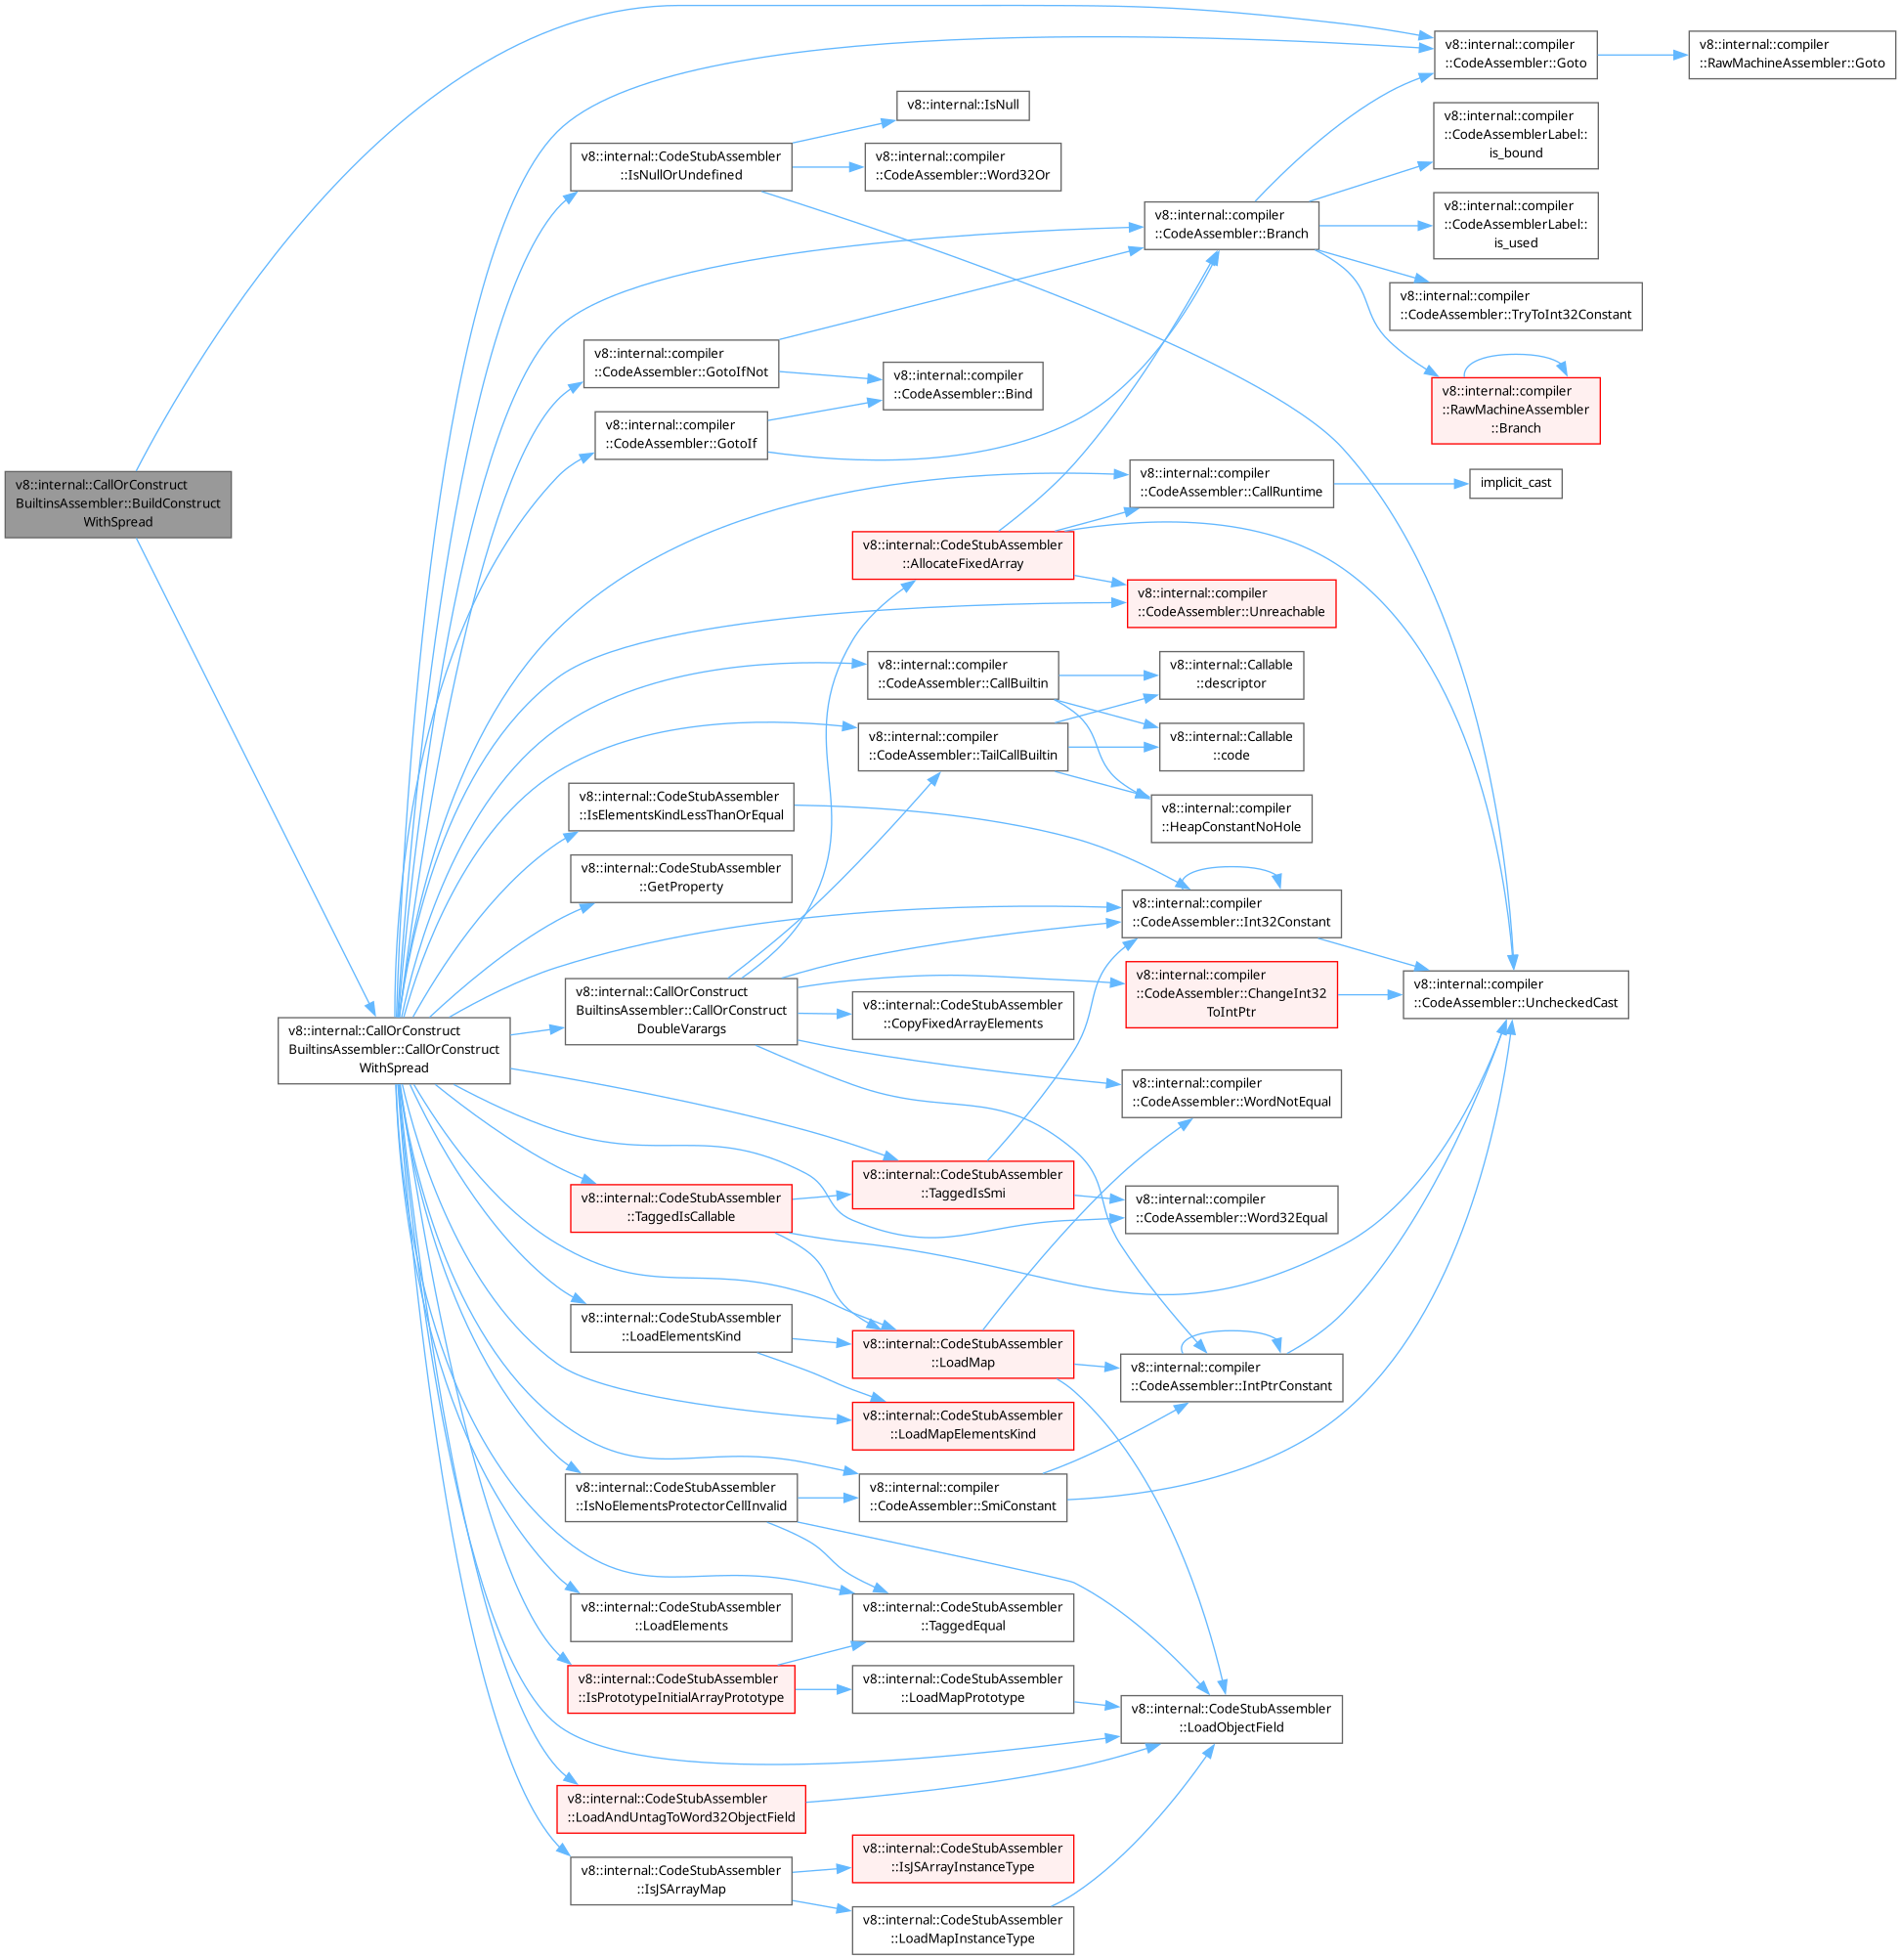 v8::internal::CallOrConstruct
BuiltinsAssembler::BuildConstruct
WithSpread
v8::internal::CallOrConstruct
BuiltinsAssembler::CallOrConstruct
WithSpread
v8::internal::CodeStubAssembler
::IsNullOrUndefined
v8::internal::compiler
::CodeAssembler::GotoIfNot
v8::internal::compiler
::CodeAssembler::GotoIf
v8::internal::CodeStubAssembler
::IsElementsKindLessThanOrEqual
v8::internal::CodeStubAssembler
::GetProperty
v8::internal::CallOrConstruct
BuiltinsAssembler::CallOrConstruct
DoubleVarargs
v8::internal::CodeStubAssembler
::TaggedIsCallable
v8::internal::CodeStubAssembler
::LoadElementsKind
v8::internal::CodeStubAssembler
::IsNoElementsProtectorCellInvalid
v8::internal::CodeStubAssembler
::LoadElements
v8::internal::CodeStubAssembler
::IsPrototypeInitialArrayPrototype
v8::internal::CodeStubAssembler
::LoadAndUntagToWord32ObjectField
v8::internal::CodeStubAssembler
::IsJSArrayMap
v8::internal::IsNull
v8::internal::compiler
::CodeAssembler::Word32Or
v8::internal::compiler
::CodeAssembler::Bind
v8::internal::CodeStubAssembler
::AllocateFixedArray
v8::internal::compiler
::CodeAssembler::CallBuiltin
v8::internal::compiler
::CodeAssembler::TailCallBuiltin
v8::internal::CodeStubAssembler
::CopyFixedArrayElements
v8::internal::CodeStubAssembler
::TaggedIsSmi
v8::internal::CodeStubAssembler
::LoadMap
v8::internal::CodeStubAssembler
::LoadMapElementsKind
v8::internal::compiler
::CodeAssembler::SmiConstant
v8::internal::CodeStubAssembler
::TaggedEqual
v8::internal::CodeStubAssembler
::LoadMapPrototype
v8::internal::CodeStubAssembler
::IsJSArrayInstanceType
v8::internal::CodeStubAssembler
::LoadMapInstanceType
v8::internal::compiler
::CodeAssembler::Branch
v8::internal::compiler
::CodeAssembler::CallRuntime
v8::internal::compiler
::CodeAssembler::Unreachable
v8::internal::Callable
::descriptor
v8::internal::Callable
::code
v8::internal::compiler
::HeapConstantNoHole
v8::internal::compiler
::CodeAssembler::Int32Constant
v8::internal::compiler
::CodeAssembler::ChangeInt32
ToIntPtr
v8::internal::compiler
::CodeAssembler::WordNotEqual
v8::internal::compiler
::CodeAssembler::Word32Equal
v8::internal::compiler
::CodeAssembler::IntPtrConstant
v8::internal::CodeStubAssembler
::LoadObjectField
v8::internal::compiler
::CodeAssembler::Goto
v8::internal::compiler
::CodeAssemblerLabel::
is_bound
v8::internal::compiler
::CodeAssemblerLabel::
is_used
v8::internal::compiler
::CodeAssembler::TryToInt32Constant
v8::internal::compiler
::RawMachineAssembler
::Branch
implicit_cast
v8::internal::compiler
::CodeAssembler::UncheckedCast
v8::internal::compiler
::RawMachineAssembler::Goto